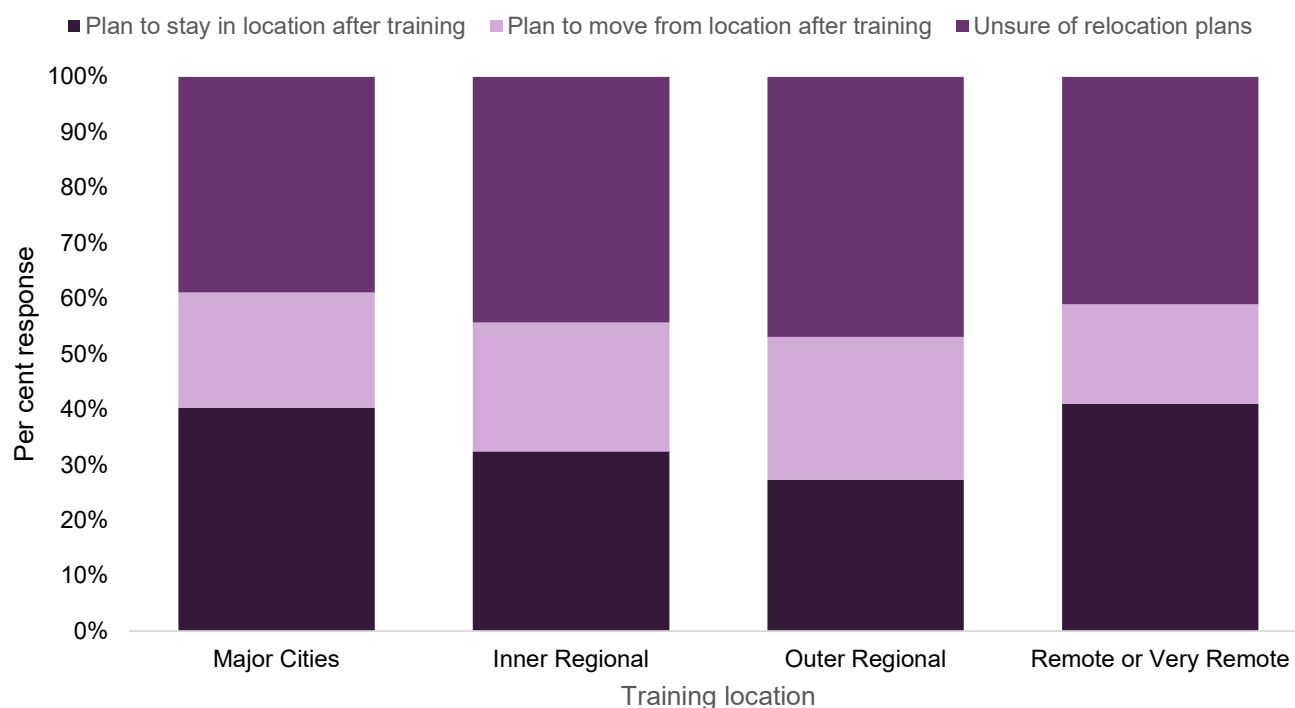 Plan to stay in location after training Plan to move from location after training Unsure of relocation plans
100%
90%
80%
70%
60%
50%
40%
30%
20%
10%
0%
Per cent response
Major Cities Inner Regional Outer Regional Remote or Very Remote
Training location